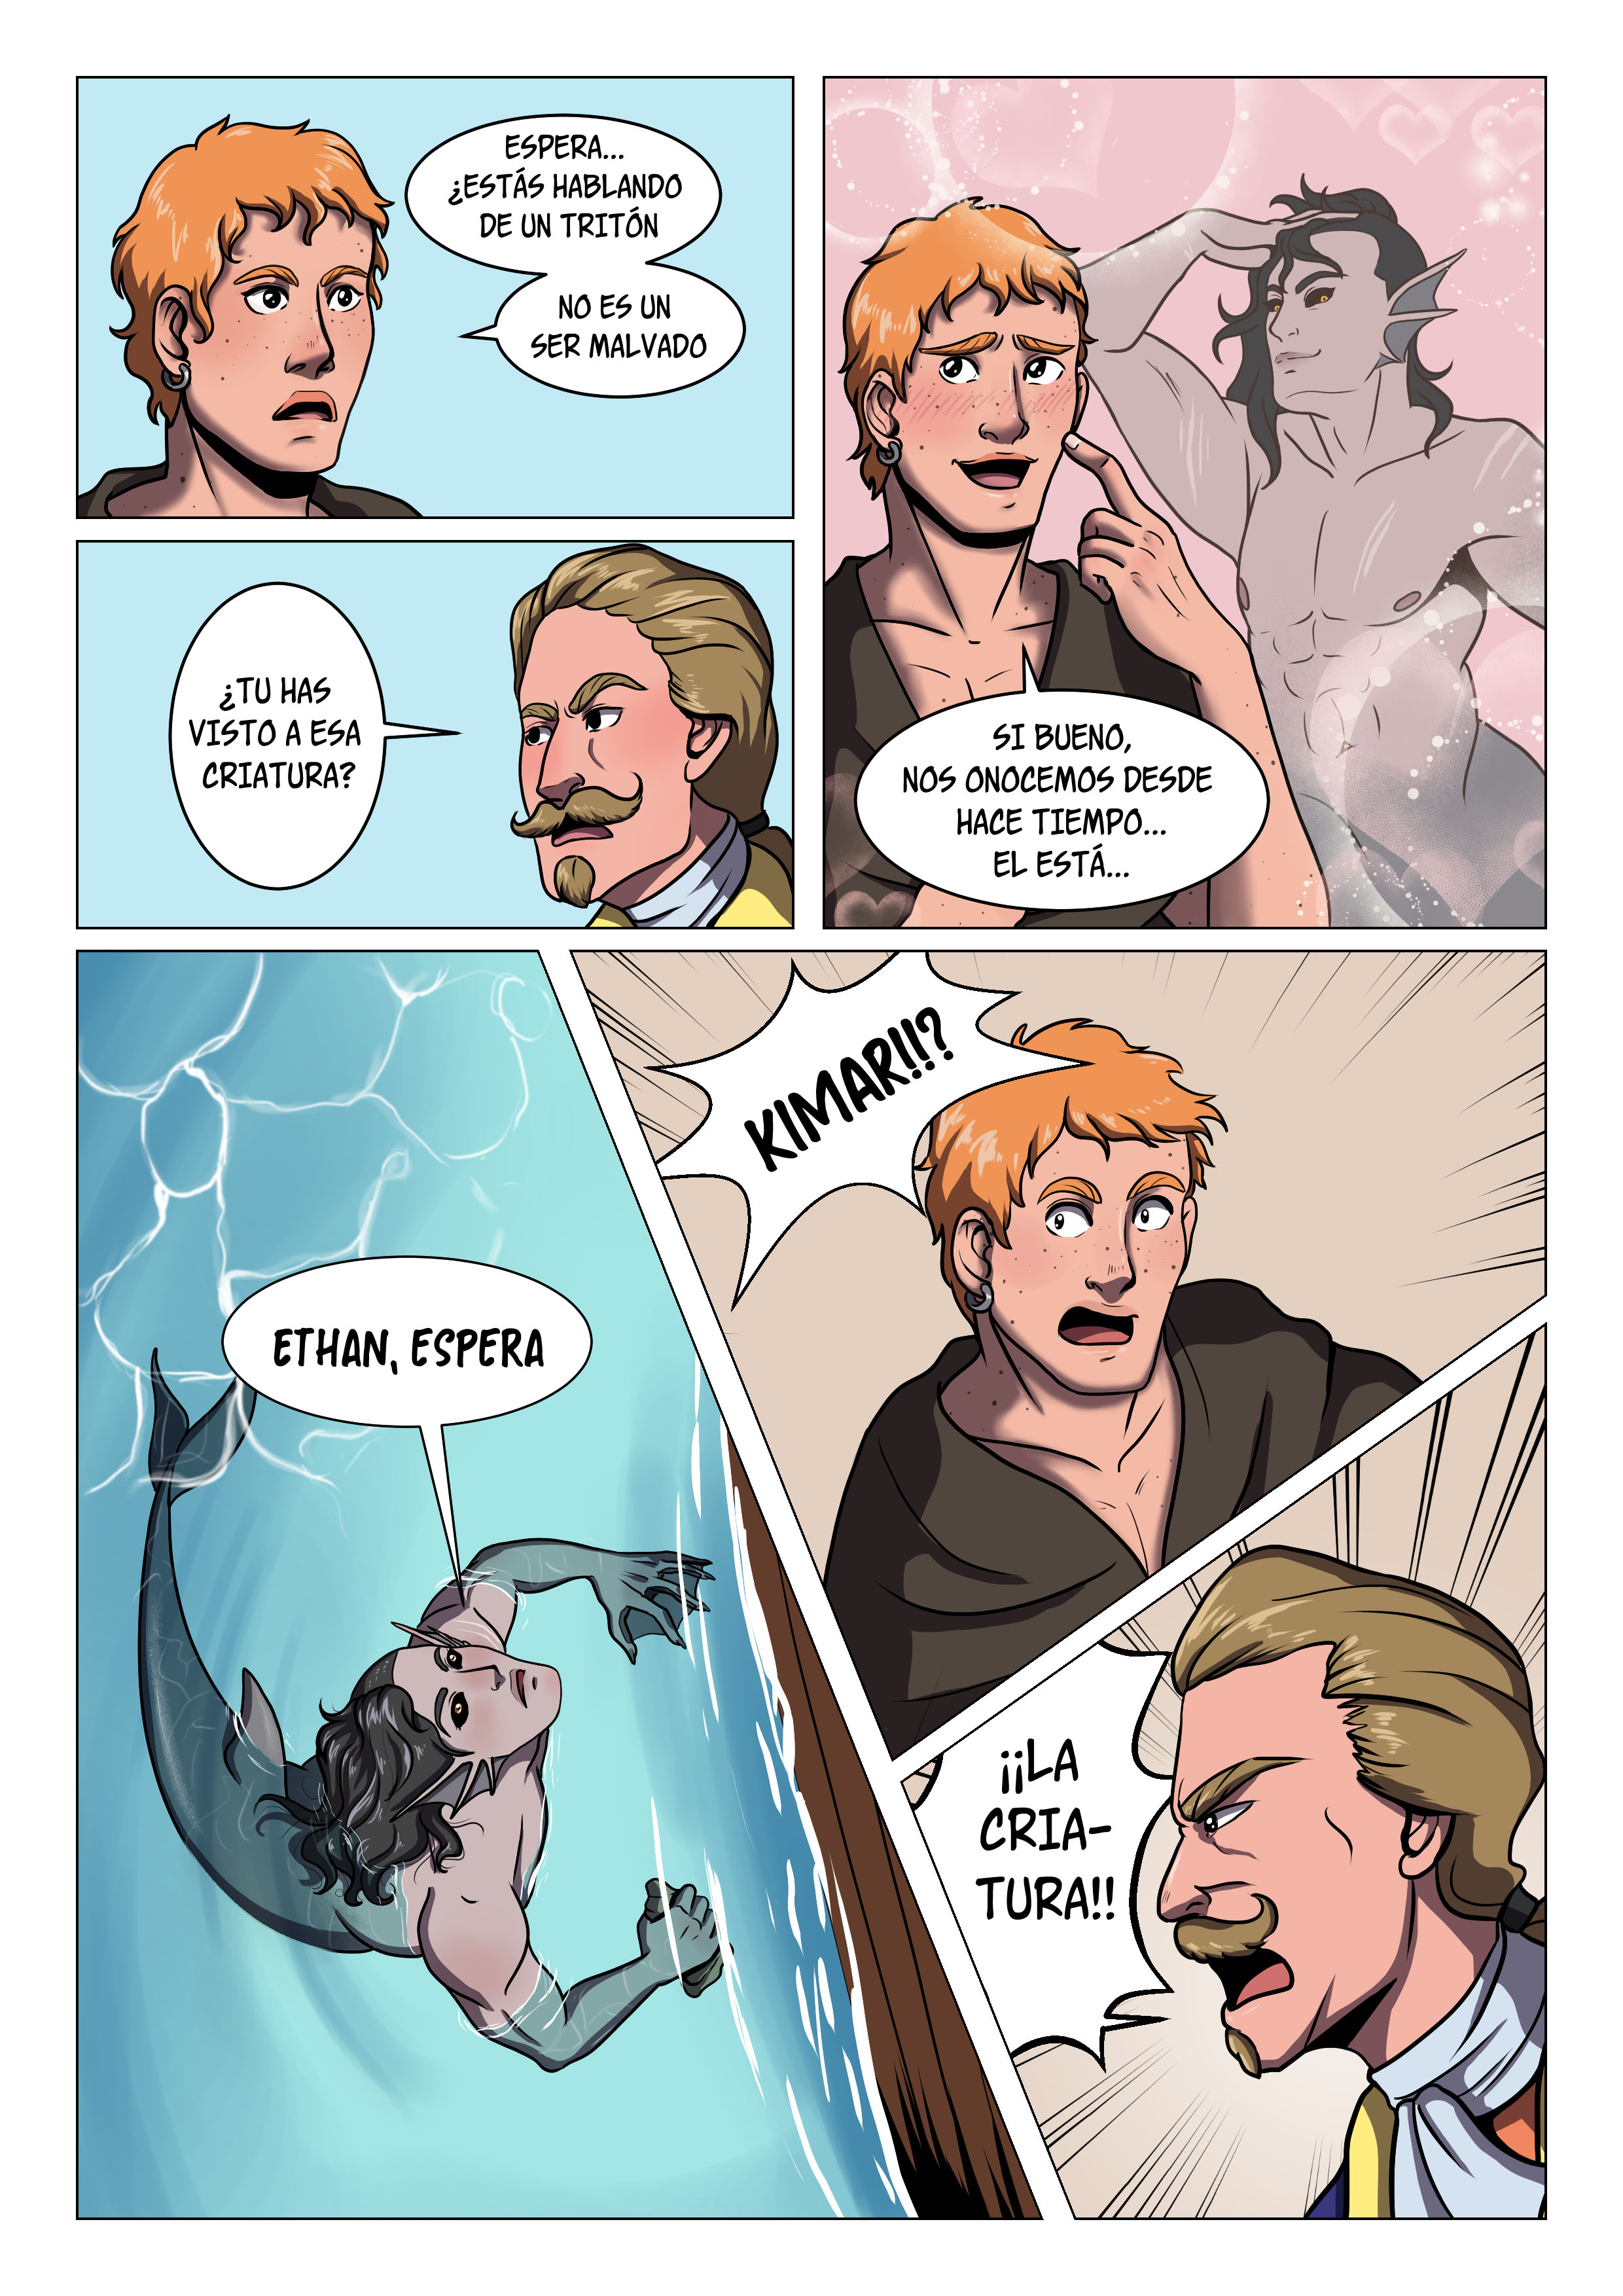 ESPERA...
¿ESTÁS HABLANDO
DE UN TRITÓN
NO ES UN
SER MALVADO
¿TU HAS
VISTO A ESA
CRIATURA?
SI BUENO,
NOS ONOCEMOS DESDE
HACE TIEMPO...
EL ESTÁ...
ETHAN, ESPERA
KIMAR!!?
¡¡LA
CRIA-
TURA!!